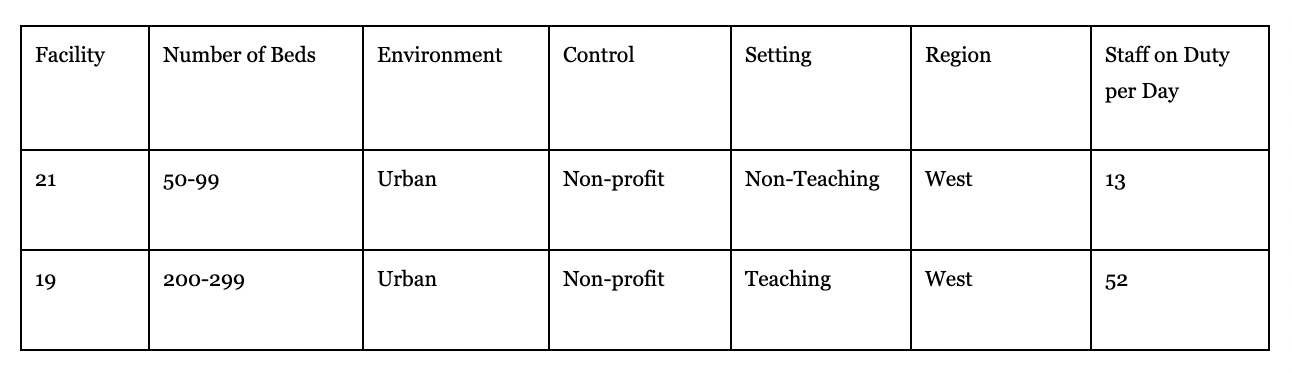 Facility Number of Beds Environment Control Setting Region Staff on Duty
per Day
21 50-99 Urban Non-profit Non-Teaching West 13
19 200-299 Urban Non-profit Teaching West 52